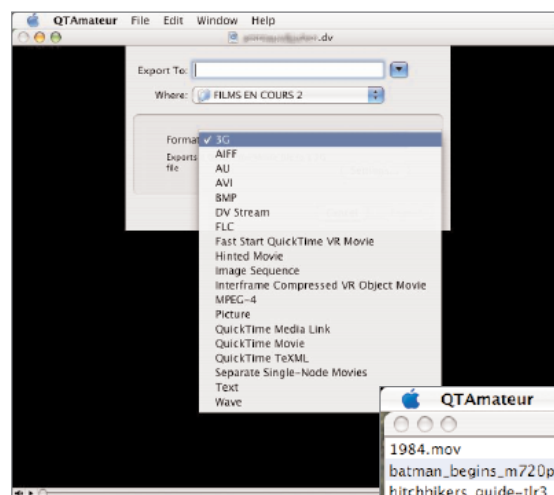 QTAmateur File Edit Window Help
.dv
Export To:
Where: FILMS EN COURS 2
Format
✓ 3G
Exports
file
AIFF
AU
AVI
BMP
DV Stream
FLC
Fast Start QuickTime VR Movie
Hinted Movie
Image Sequence
Interframe Compressed VR Object Movie
MPEG-4
Picture
QuickTime Media Link
QuickTime Movie
QuickTime TeXML
Separate Single-Node Movies
Text
Wave
QTAmateur
1984.mov
batman_begins_m720p
hitchhikers_guide-tlr3